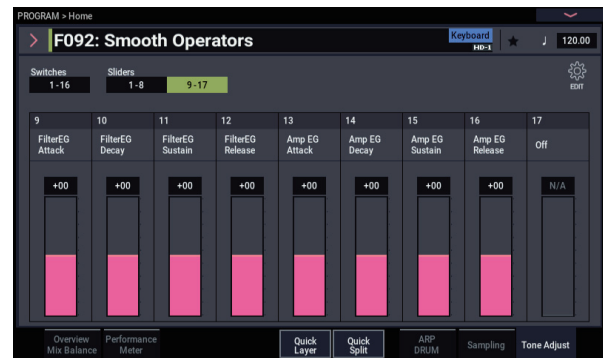 PROGRAM > Home
F092: Smooth Operators
Keyboard
HD-1
♩ 120.00
Switches
Sliders
1-16
1-8
9-17
EDIT
9 10 11 12 13 14 15 16 17
FilterEG FilterEG FilterEG FilterEG Amp EG Amp EG Amp EG Amp EG Off
Attack Decay Sustain Release Attack Decay Sustain Release
+00 +00 +00 +00 +00 +00 +00 +00 N/A
Overview Performance Quick Quick ARP Sampling Tone Adjust
Mix Balance Meter Layer Split DRUM